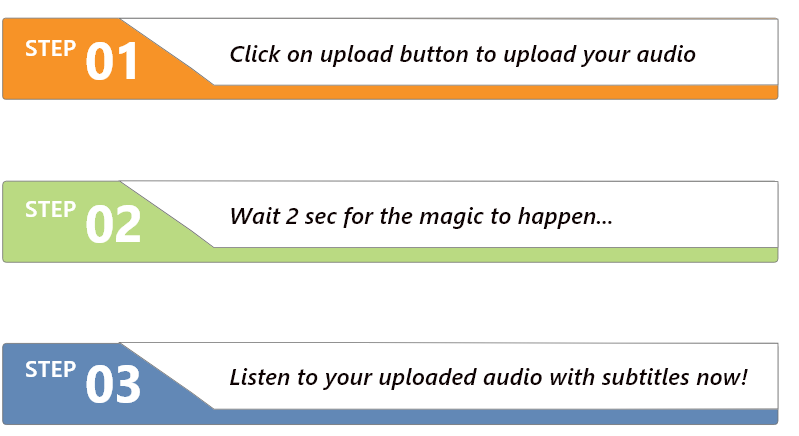 STEP 01
Click on upload button to upload your audio
STEP 02
Wait 2 sec for the magic to happen...
STEP 03
Listen to your uploaded audio with subtitles now!